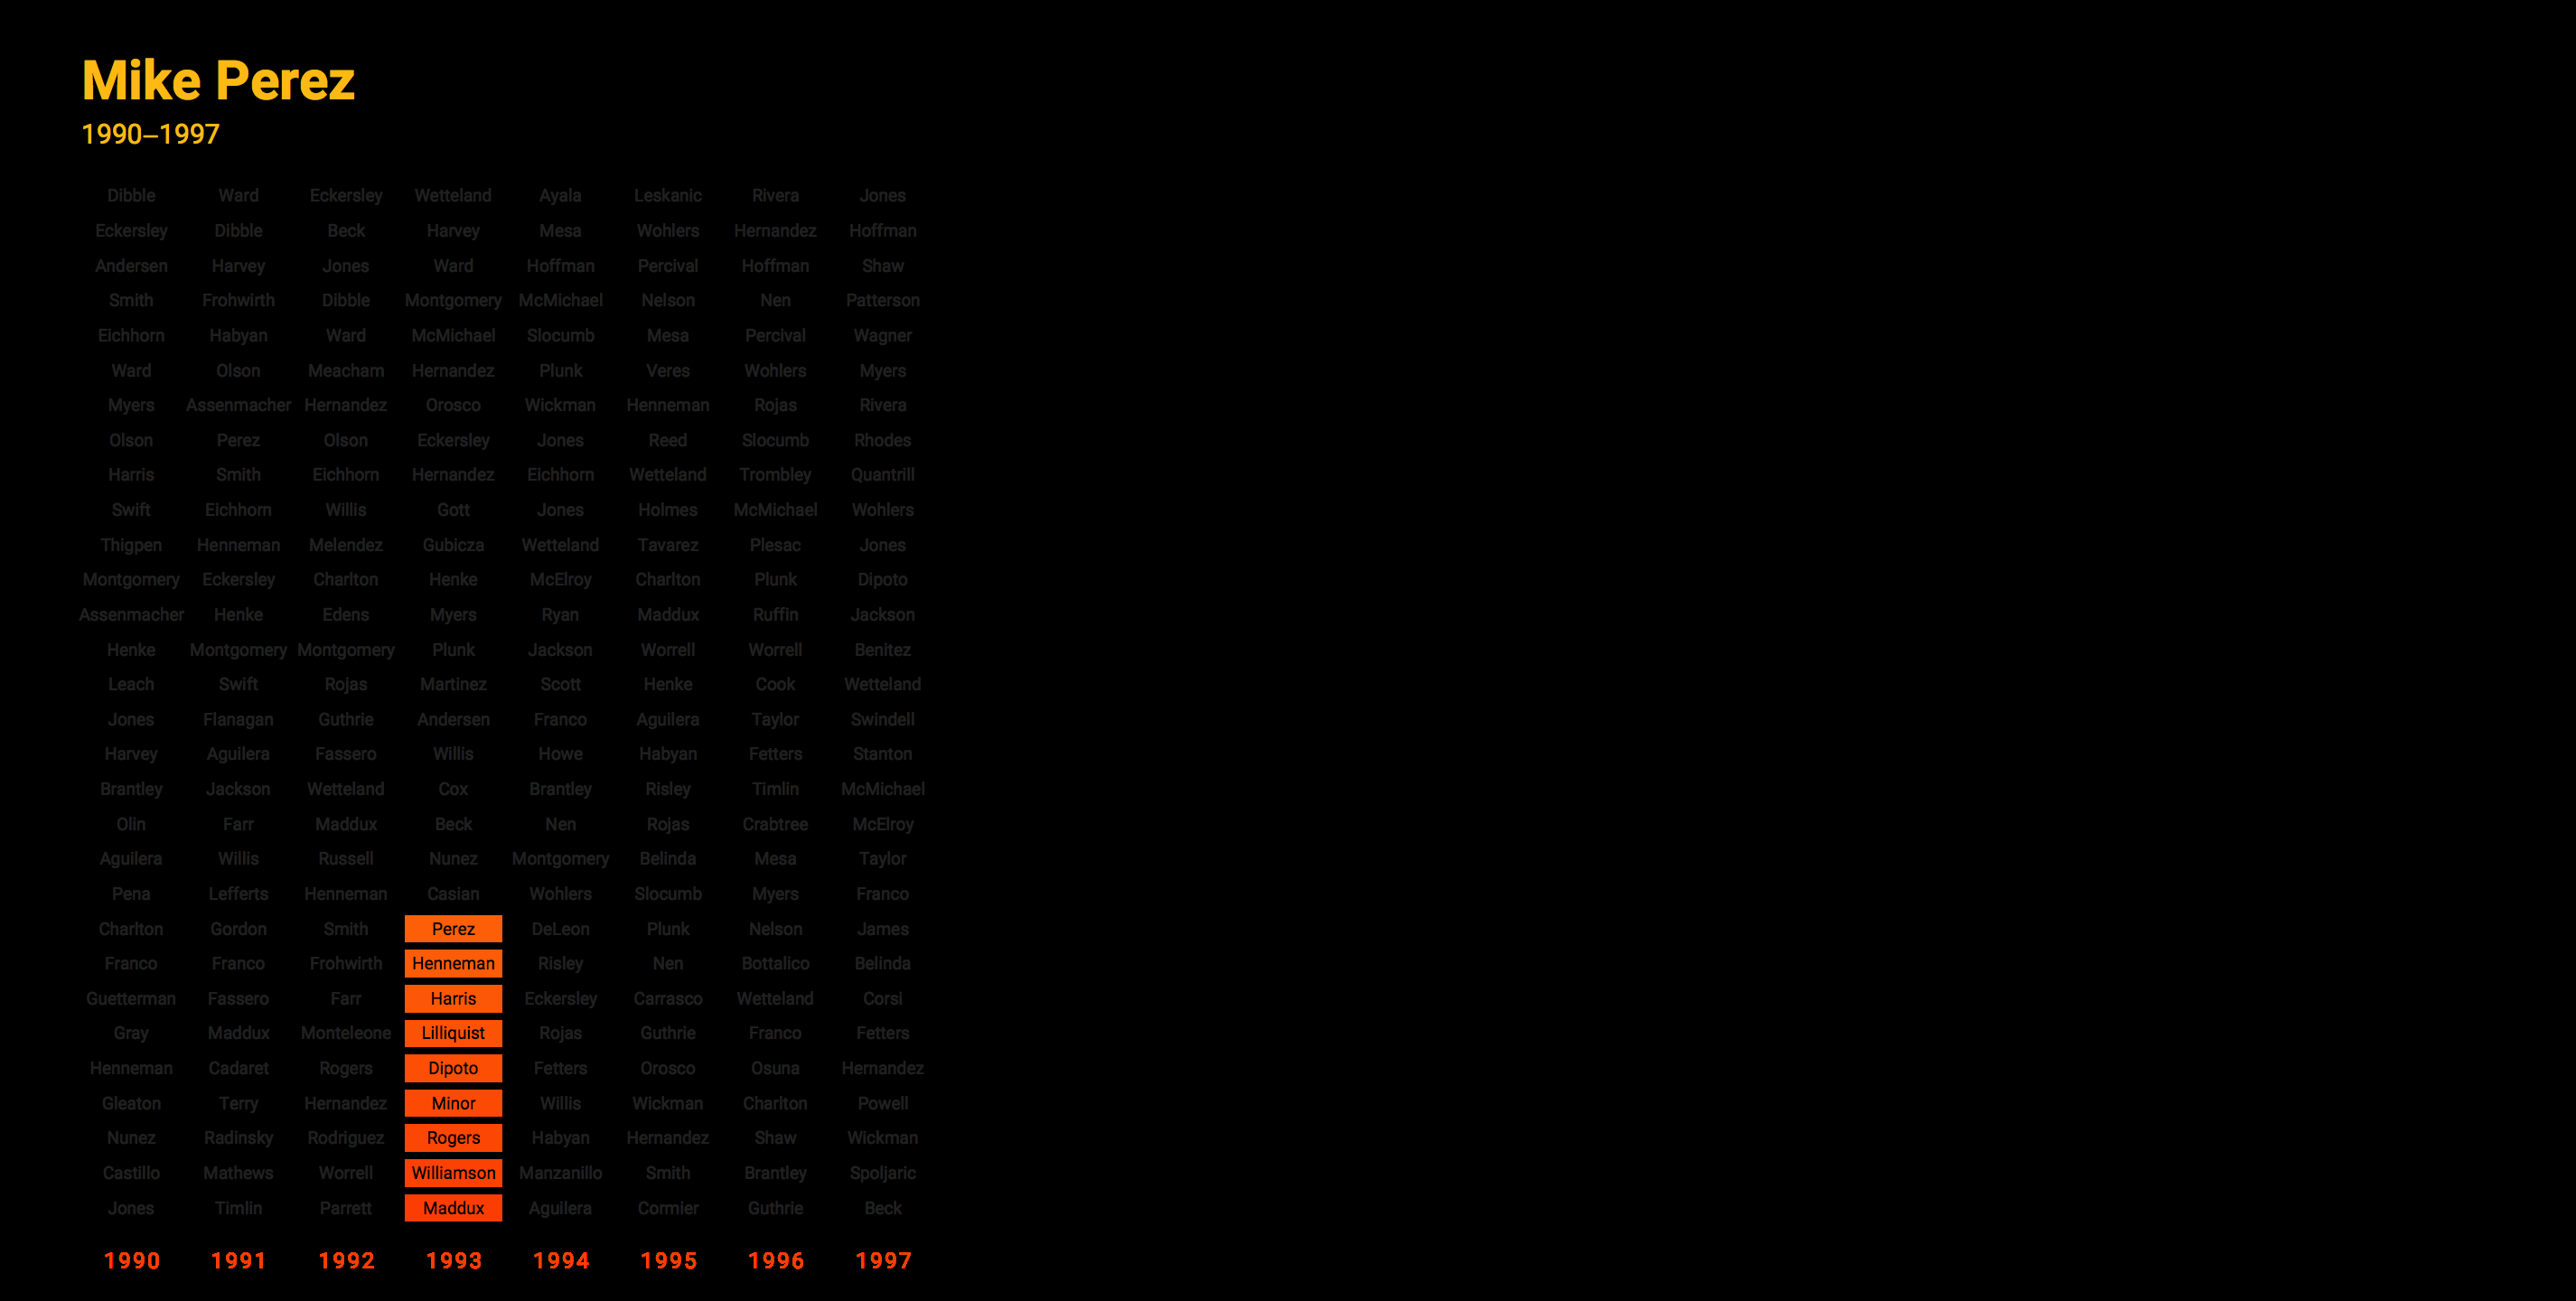 Mike Perez
1990–1997
Dibble Ward Eckersley Wetteland Ayala Leskanic Rivera Jones
Eckersley Dibble Beck Harvey Mesa Wohlers Hernandez Hoffman
Andersen Harvey Jones Ward Hoffman Percival Hoffman Shaw
Smith Frohwirth Dibble Montgomery McMichael Nelson Nen Patterson
Eichhorn Habyan Ward McMichael Slocumb Mesa Percival Wagner
Ward Olson Meacham Hernandez Plunk Veres Wohlers Myers
Myers Assenmacher Hernandez Orosco Wickman Henneman Rojas Rivera
Olson Perez Olson Eckersley Jones Reed Slocumb Rhodes
Harris Smith Eichhorn Hernandez Eichhorn Wetteland Trombley Quantrill
Swift Eichhorn Willis Gott Jones Holmes McMichael Wohlers
Thigpen Henneman Melendez Gubicza Wetteland Tavarez Plesac Jones
Montgomery Eckersley Charlton Henke McElroy Charlton Plunk Dipoto
Assenmacher Henke Edens Myers Ryan Maddux Ruffin Jackson
Henke Montgomery Montgomery Plunk Jackson Worrell Worrell Benitez
Leach Swift Rojas Martinez Scott Henke Cook Wetteland
Jones Flanagan Guthrie Andersen Franco Aguilera Taylor Swindell
Harvey Aguilera Fassero Willis Howe Habyan Fetters Stanton
Brantley Jackson Wetteland Cox Brantley Risley Timlin McMichael
Olin Farr Maddux Beck Nen Rojas Crabtree McElroy
Aguilera Willis Russell Nunez Montgomery Belinda Mesa Taylor
Pena Lefferts Henneman Casian Wohlers Slocumb Myers Franco
Charlton Gordon Smith Perez DeLeon Plunk Nelson James
Franco Franco Frohwirth Henneman Risley Nen Bottalico Belinda
Guetterman Fassero Farr Harris Eckersley Carrasco Wetteland Corsi
Gray Maddux Monteleone Lilliquist Rojas Guthrie Franco Fetters
Henneman Cadaret Rogers Dipoto Fetters Orosco Osuna Hernandez
Gleaton Terry Hernandez Minor Willis Wickman Charlton Powell
Nunez Radinsky Rodriguez Rogers Habyan Hernandez Shaw Wickman
Castillo Mathews Worrell Williamson Manzanillo Smith Brantley Spoljaric
Jones Timlin Parrett Maddux Aguilera Cormier Guthrie Beck
1990 1991 1992 1993 1994 1995 1996 1997